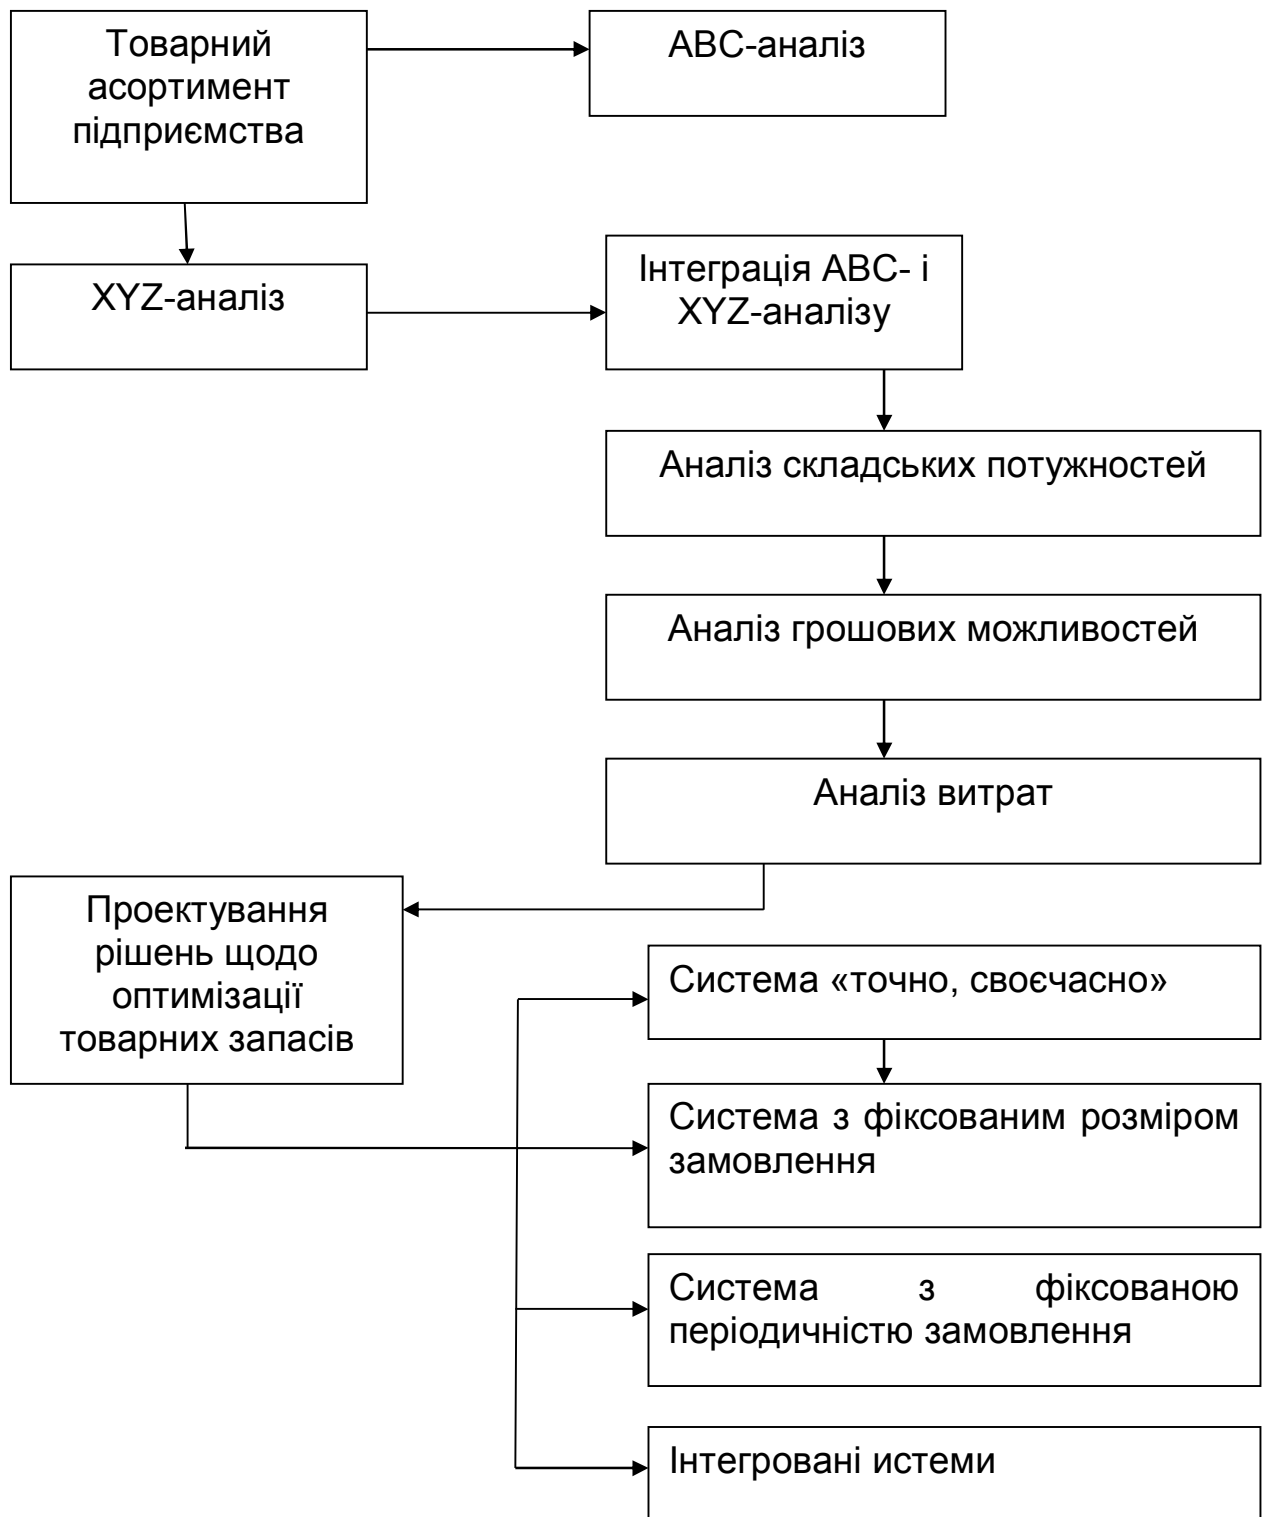 Товарний
асортимент
підприємства
АВС-аналіз
XYZ-аналіз
Інтеграція АВС- і
XYZ-аналізу
Аналіз складських потужностей
Аналіз грошових можливостей
Аналіз витрат
Проектування
рішень щодо
оптимізації
товарних запасів
Система «точно, своєчасно»
Система з фіксованим розміром
замовлення
Система з фіксованою
періодичністю замовлення
Інтегровані истеми